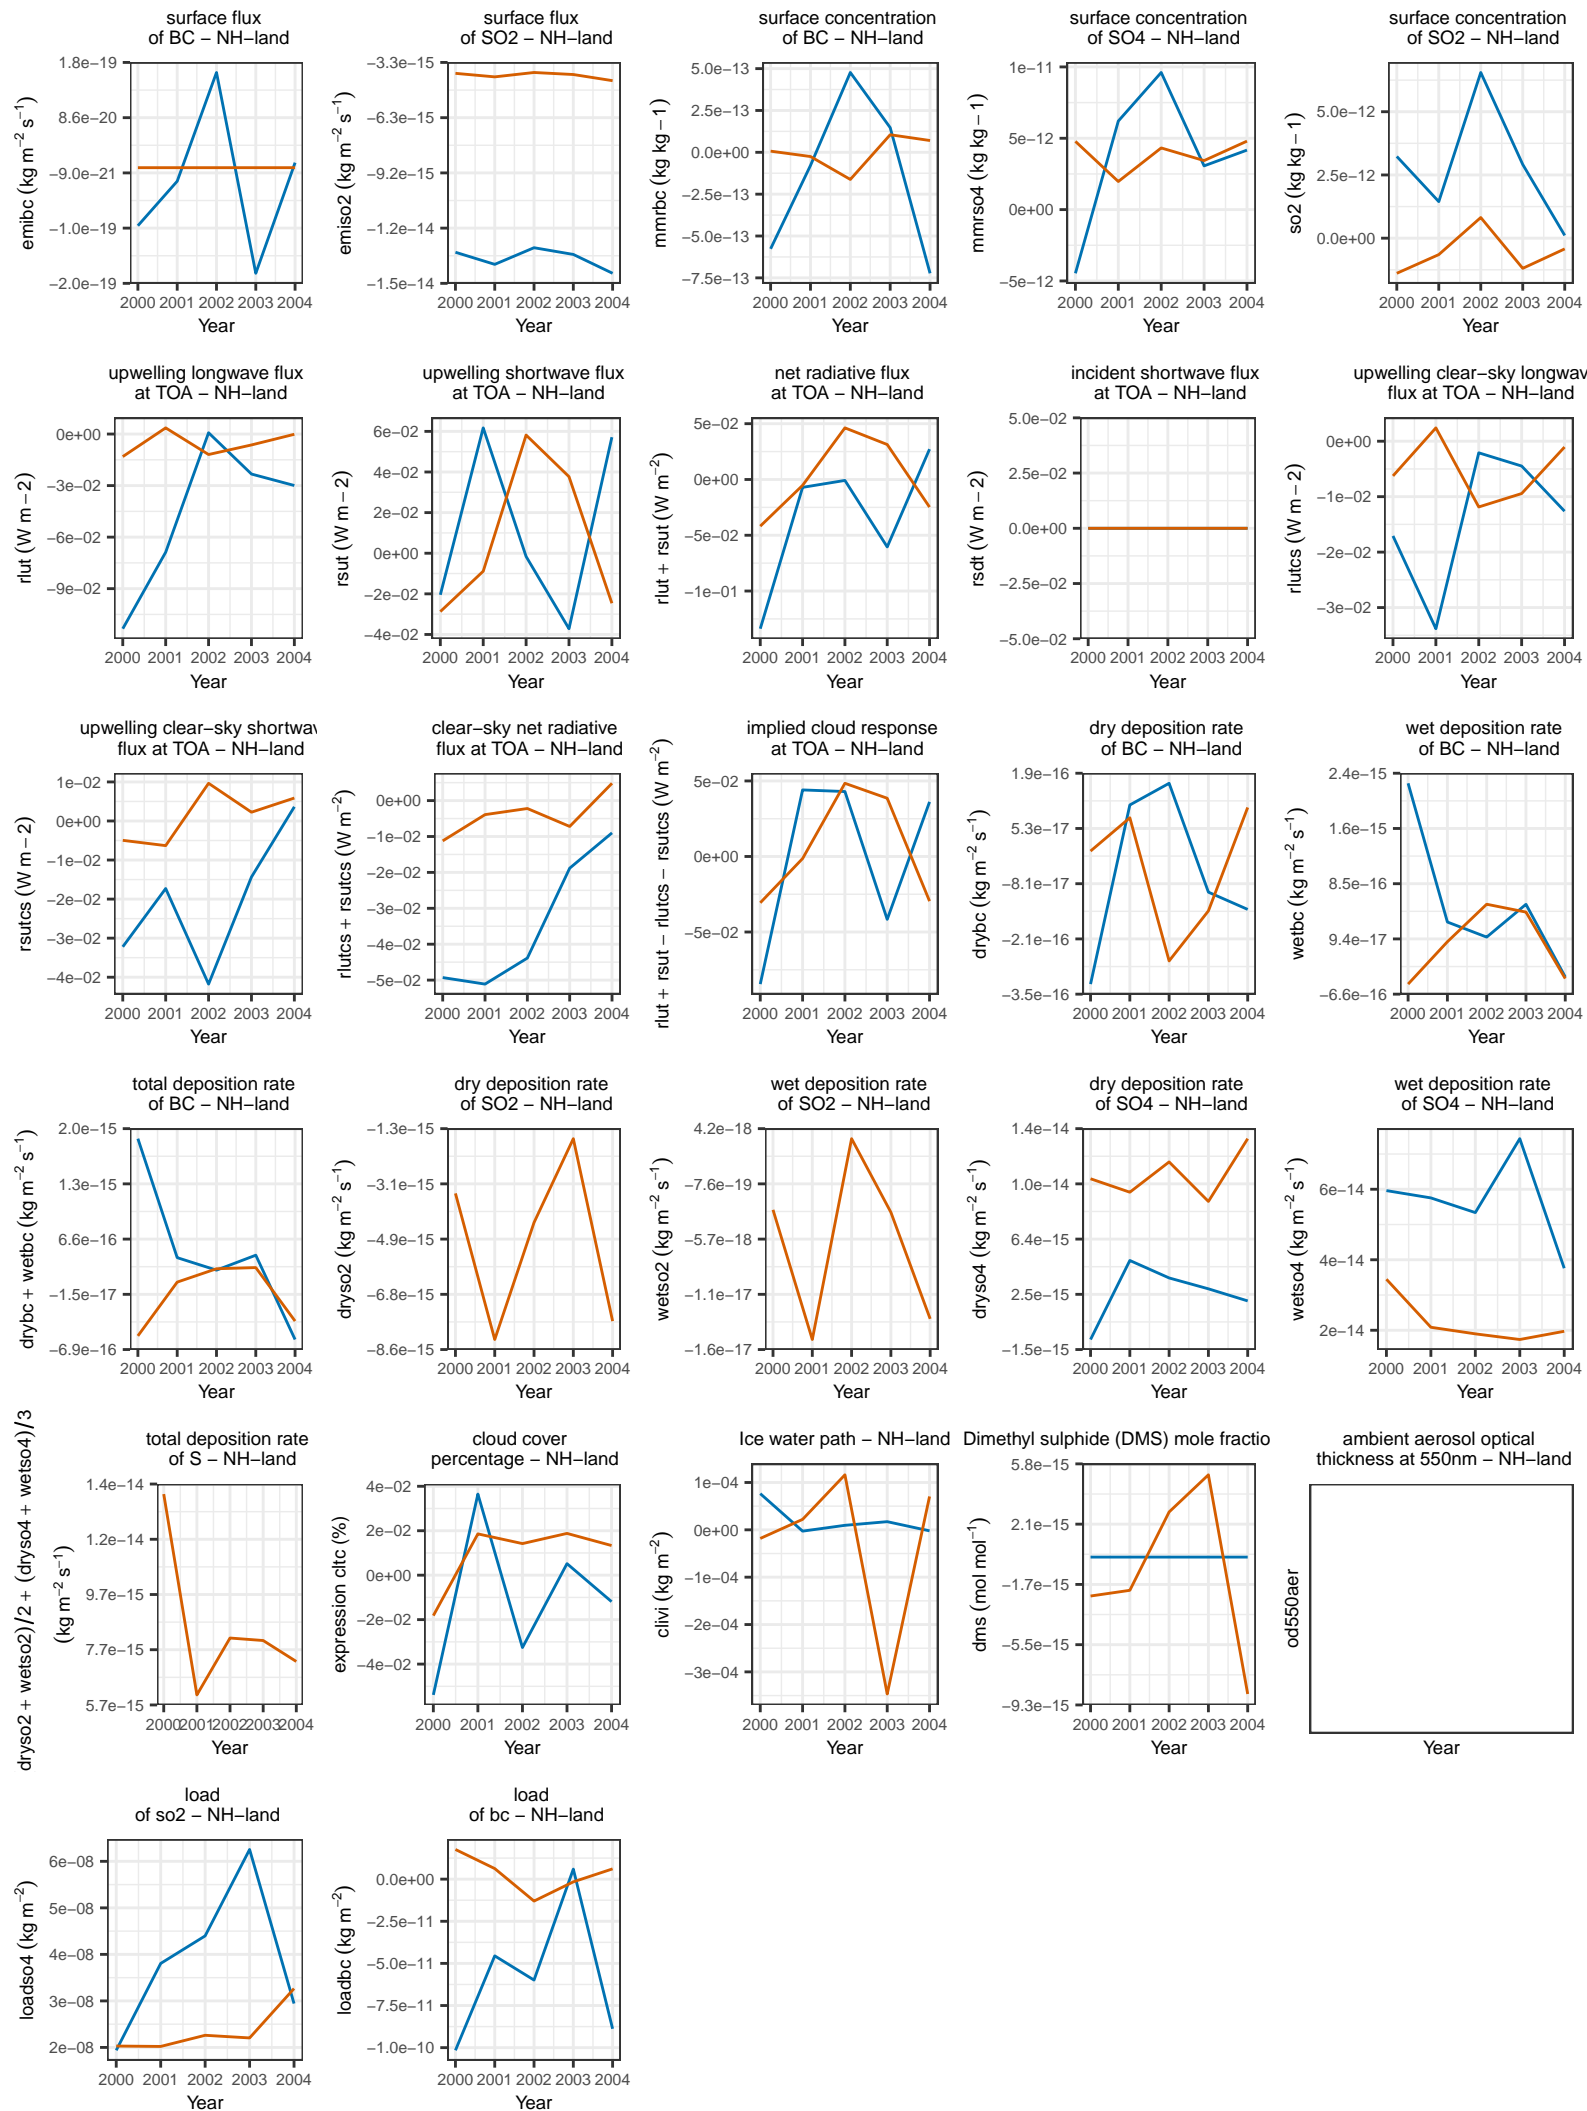 surface flux
of BC − NH−land
emibc (kg m−2 s−1)
1.8e−19
8.6e−20
−9.0e−21
−1.0e−19
−2.0e−19
2000 2001 2002 2003 2004
Year
surface flux
of SO2 − NH−land
emiso2 (kg m−2 s−1)
−3.3e−15
−6.3e−15
−9.2e−15
−1.2e−14
−1.5e−14
2000 2001 2002 2003 2004
Year
surface concentration
of BC − NH−land
mmrbc (kg kg − 1)
5.0e−13
2.5e−13
0.0e+00
−2.5e−13
−5.0e−13
−7.5e−13
2000 2001 2002 2003 2004
Year
surface concentration
of SO4 − NH−land
mmrso4 (kg kg − 1)
1e−11
5e−12
0e+00
−5e−12
2000 2001 2002 2003 2004
Year
surface concentration
of SO2 − NH−land
so2 (kg kg − 1)
5.0e−12
2.5e−12
0.0e+00
2000 2001 2002 2003 2004
Year
upwelling longwave flux
at TOA − NH−land
rlut (W m − 2)
0e+00
−3e−02
−6e−02
−9e−02
2000 2001 2002 2003 2004
Year
upwelling shortwave flux
at TOA − NH−land
rsut (W m − 2)
6e−02
4e−02
2e−02
0e+00
−2e−02
−4e−02
2000 2001 2002 2003 2004
Year
net radiative flux
at TOA − NH−land
rlut + rsut (W m−2)
5e−02
0e+00
−5e−02
−1e−01
2000 2001 2002 2003 2004
Year
incident shortwave flux
at TOA − NH−land
rsdt (W m − 2)
5.0e−02
2.5e−02
0.0e+00
−2.5e−02
−5.0e−02
2000 2001 2002 2003 2004
Year
upwelling clear−sky longwav
flux at TOA − NH−land
rlutcs (W m − 2)
0e+00
−1e−02
−2e−02
−3e−02
2000 2001 2002 2003 2004
Year
upwelling clear−sky shortwav
flux at TOA − NH−land
rsutcs (W m − 2)
1e−02
0e+00
−1e−02
−2e−02
−3e−02
−4e−02
2000 2001 2002 2003 2004
Year
clear−sky net radiative
flux at TOA − NH−land
rlutcs + rsutcs (W m−2)
0e+00
−1e−02
−2e−02
−3e−02
−4e−02
−5e−02
2000 2001 2002 2003 2004
Year
implied cloud response
at TOA − NH−land
rlut + rsut − rlutcs − rsutcs (W m−2)
5e−02
0e+00
−5e−02
2000 2001 2002 2003 2004
Year
dry deposition rate
of BC − NH−land
drybc (kg m−2 s−1)
1.9e−16
5.3e−17
−8.1e−17
−2.1e−16
−3.5e−16
2000 2001 2002 2003 2004
Year
wet deposition rate
of BC − NH−land
wetbc (kg m−2 s−1)
2.4e−15
1.6e−15
8.5e−16
9.4e−17
−6.6e−16
2000 2001 2002 2003 2004
Year
total deposition rate
of BC − NH−land
drybc + wetbc (kg m−2 s−1)
2.0e−15
1.3e−15
6.6e−16
−1.5e−17
−6.9e−16
2000 2001 2002 2003 2004
Year
dry deposition rate
of SO2 − NH−land
dryso2 (kg m−2 s−1)
−1.3e−15
−3.1e−15
−4.9e−15
−6.8e−15
−8.6e−15
2000 2001 2002 2003 2004
Year
wet deposition rate
of SO2 − NH−land
wetso2 (kg m−2 s−1)
4.2e−18
−7.6e−19
−5.7e−18
−1.1e−17
−1.6e−17
2000 2001 2002 2003 2004
Year
dry deposition rate
of SO4 − NH−land
dryso4 (kg m−2 s−1)
1.4e−14
1.0e−14
6.4e−15
2.5e−15
−1.5e−15
2000 2001 2002 2003 2004
Year
wet deposition rate
of SO4 − NH−land
wetso4 (kg m−2 s−1)
6e−14
4e−14
2e−14
2000 2001 2002 2003 2004
Year
total deposition rate
of S − NH−land
dryso2 + wetso2)/2 + (dryso4 + wetso4)/3
(kg m−2 s−1)
1.4e−14
1.2e−14
9.7e−15
7.7e−15
5.7e−15
2000 2001 2002 2003 2004
Year
cloud cover
percentage − NH−land
expression cltc (%)
4e−02
2e−02
0e+00
−2e−02
−4e−02
2000 2001 2002 2003 2004
Year
Ice water path − NH−land
clivi (kg m−2)
1e−04
0e+00
−1e−04
−2e−04
−3e−04
2000 2001 2002 2003 2004
Year
Dimethyl sulphide (DMS) mole fractio
dms (mol mol−1)
5.8e−15
2.1e−15
−1.7e−15
−5.5e−15
−9.3e−15
2000 2001 2002 2003 2004
Year
ambient aerosol optical
thickness at 550nm − NH−land
od550aer
Year
load
of so2 − NH−land
loadso4 (kg m−2)
6e−08
5e−08
4e−08
3e−08
2e−08
2000 2001 2002 2003 2004
Year
load
of bc − NH−land
loadbc (kg m−2)
0.0e+00
−2.5e−11
−5.0e−11
−7.5e−11
−1.0e−10
2000 2001 2002 2003 2004
Year